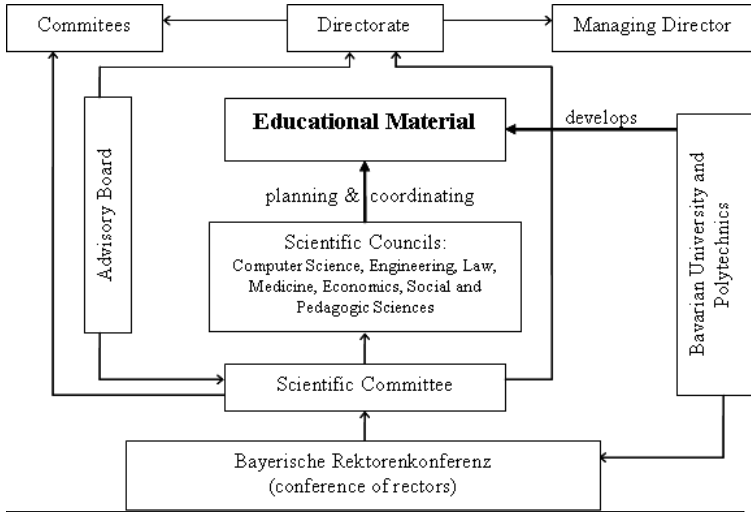 Commitees
Directorate
Managing Director
Educational Material
develops
planning & coordinating
Advisory Board
Scientific Councils:
Computer Science, Engineering, Law,
Medicine, Economics, Social and
Pedagogic Sciences
Bavarian University and
Polytechnics
Scientific Committee
Bayerische Rektorenkonferenz
(conference of rectors)